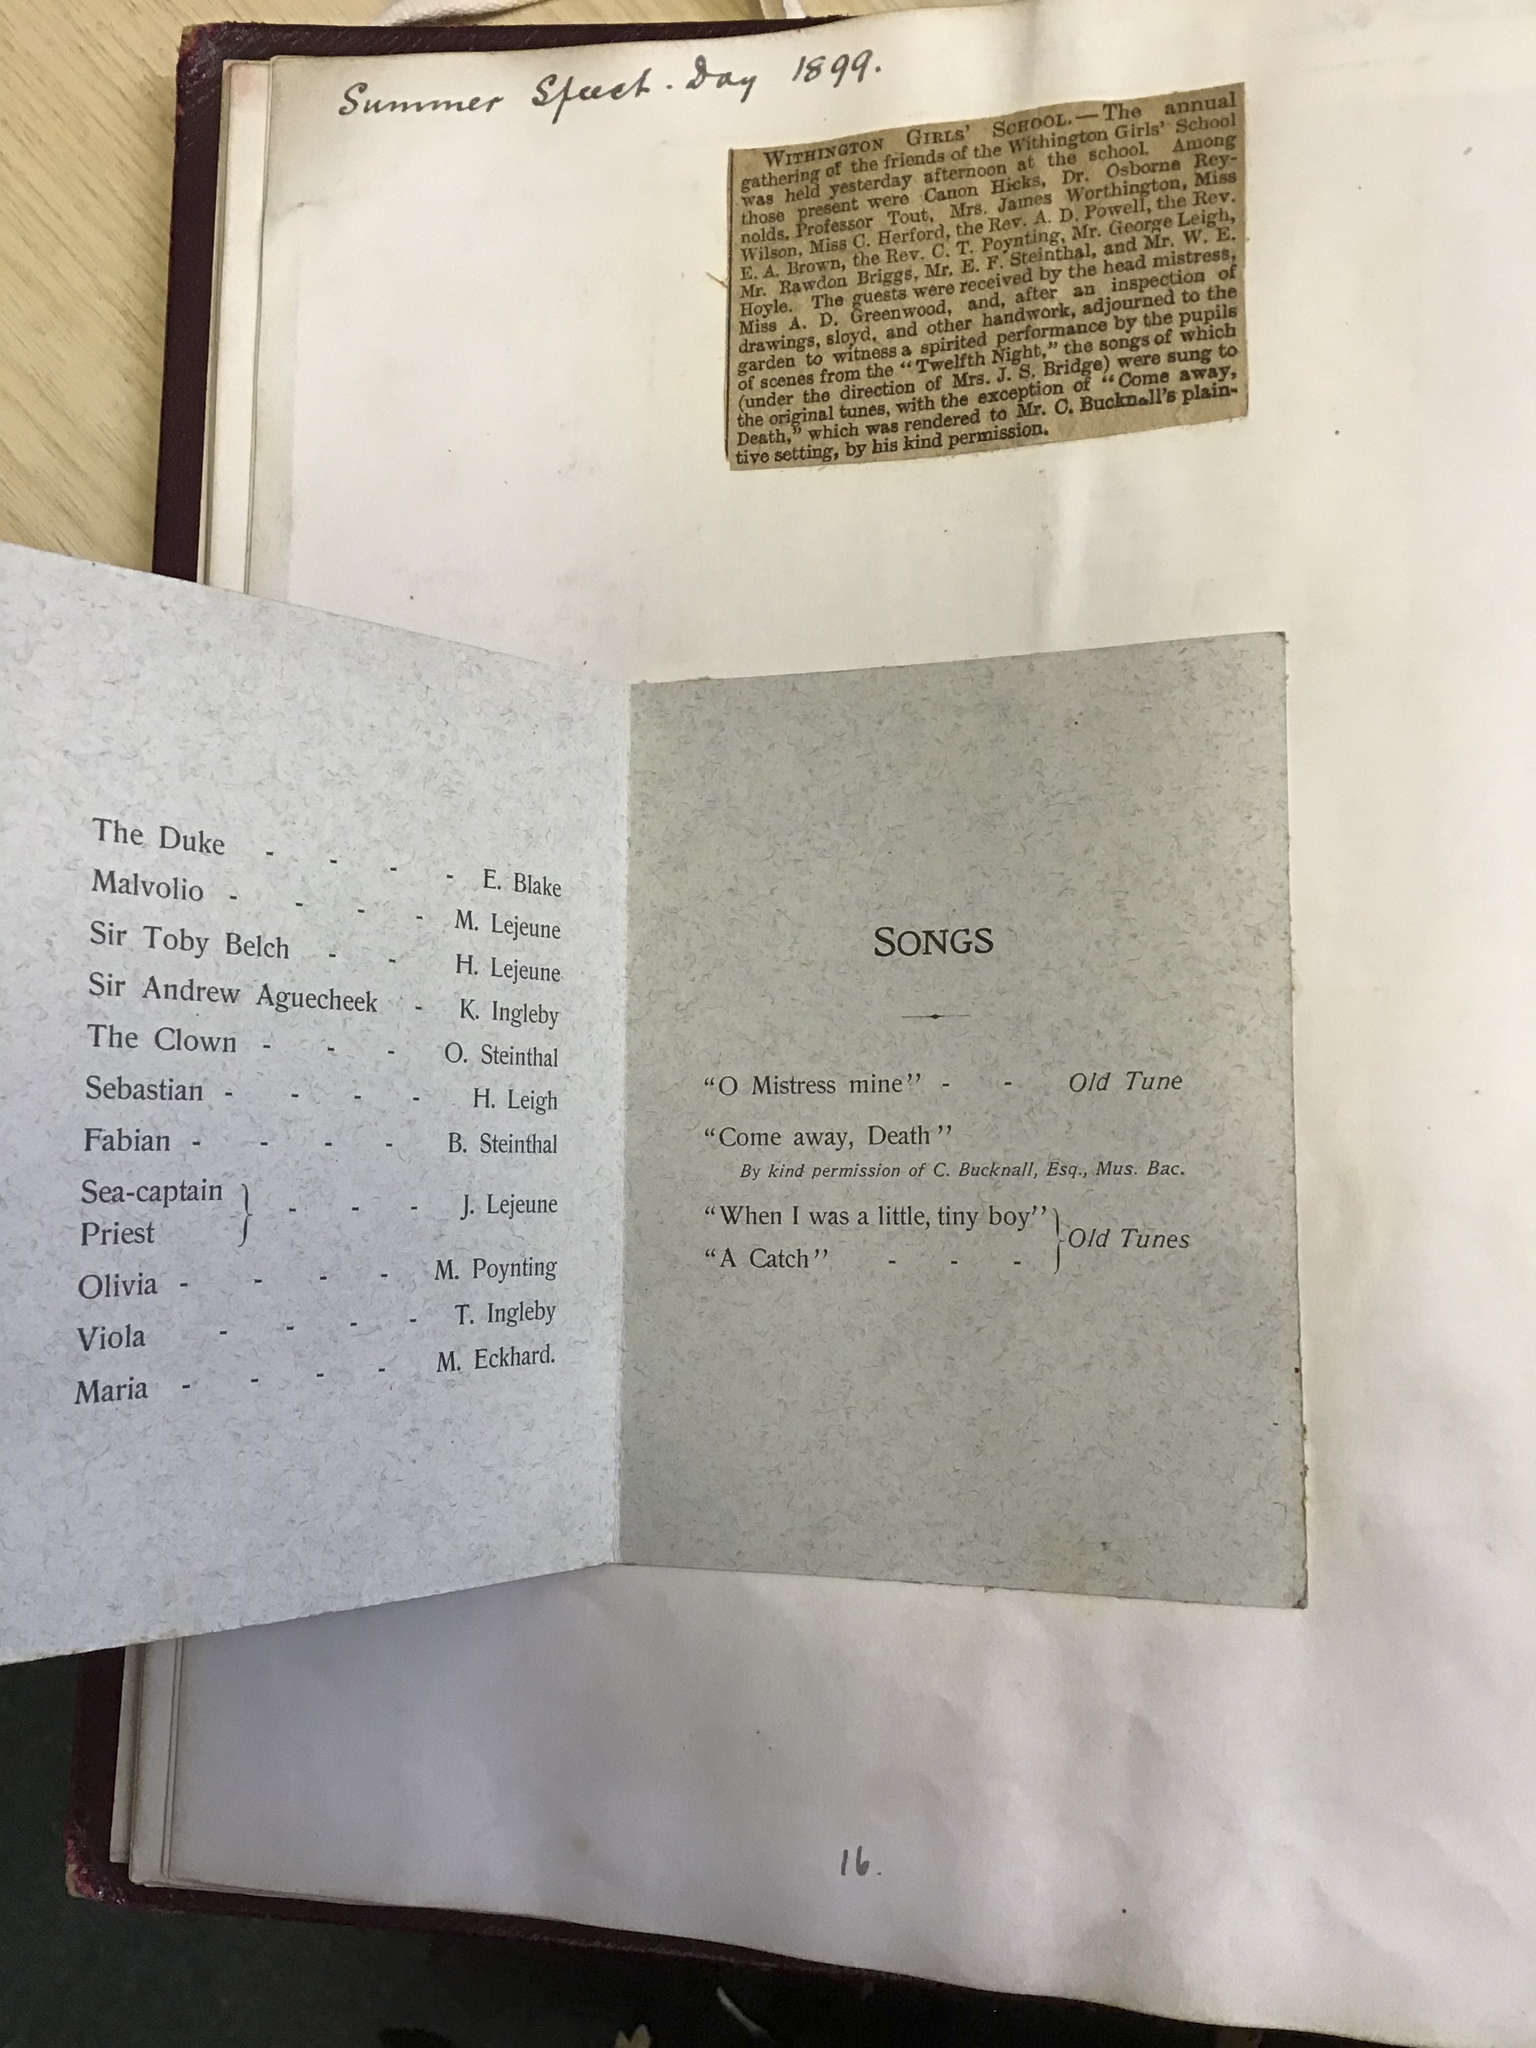 Summer Speech-Day 1899.
WITHINGTON GIRLS' SCHOOL.—The annual
gathering of the friends of the Withington Girls' School
was held yesterday afternoon at the school. Among
those present were Canon Hicks, Dr. Osborne Rey-
nolds, Professor Tout, Mrs. James Worthington, Miss
Wilson, Miss C. Herford, the Rev. A. D. Powell, the Rev.
E. A. Brown, the Rev. C. T. Poynting, Mr. George Leigh,
Mr. Rawdon Briggs, Mr. E. F. Steinthal, and Mr. W. E.
Hoyle. The guests were received by the head mistress,
Miss A. D. Greenwood, and, after an inspection of
drawings, sloyd, and other handwork, adjourned to the
garden to witness a spirited performance by the pupils
of scenes from the "Twelfth Night," the songs of which
(under the direction of Mrs. J. S. Bridge) were sung to
the original tunes, with the exception of "Come away,
Death," which was rendered to Mr. C. Bucknall's plain-
tive setting, by his kind permission.
The Duke - - - - E. Blake
Malvolio - - - - M. Lejeune
Sir Toby Belch - - H. Lejeune
Sir Andrew Aguecheek - K. Ingleby
The Clown - - - O. Steinthal
Sebastian - - - - H. Leigh
Fabian - - - - B. Steinthal
Sea-captain
Priest } - - - J. Lejeune
Olivia - - - - M. Poynting
Viola - - - - T. Ingleby
Maria - - - - M. Eckhard.
SONGS
"O Mistress mine" - - Old Tune
"Come away, Death"
By kind permission of C. Bucknall, Esq., Mus. Bac.
"When I was a little, tiny boy"
"A Catch" - - - } Old Tunes
16.